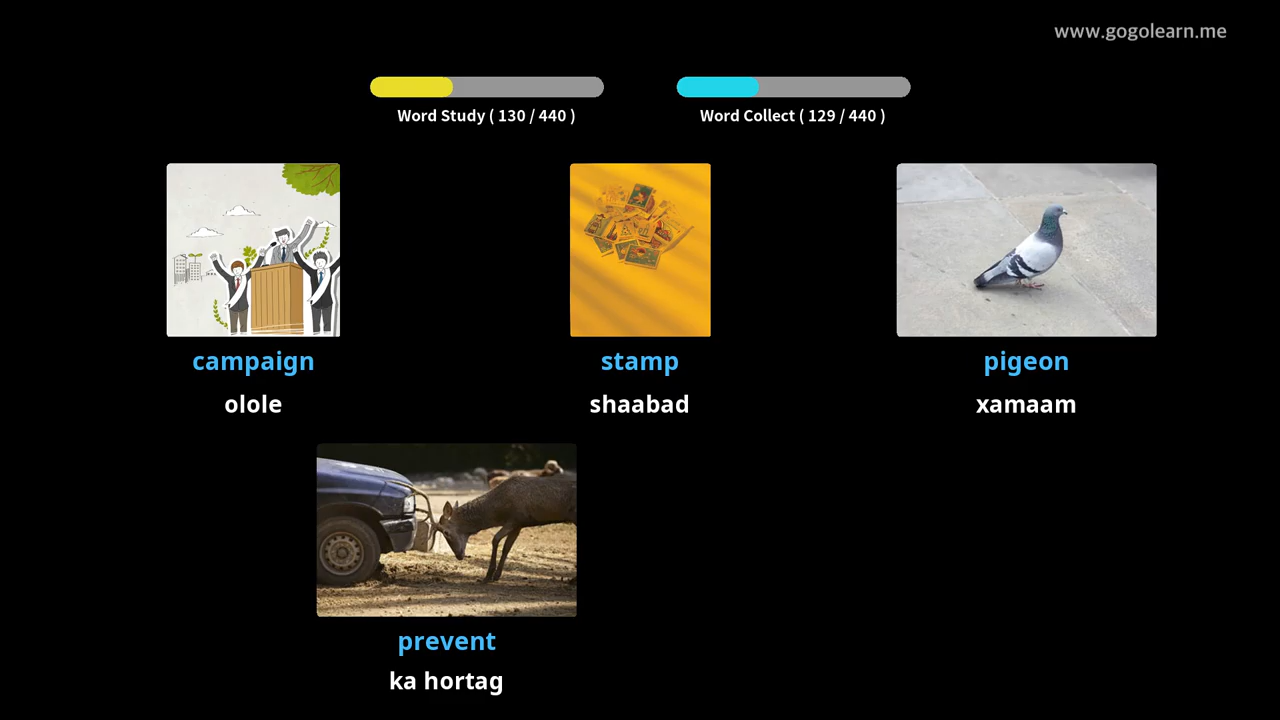 www.gogolearn.me
Word Study ( 130 / 440 )
Word Collect ( 129 / 440 )
campaign
olole
stamp
shaabad
pigeon
xamaam
prevent
ka hortag